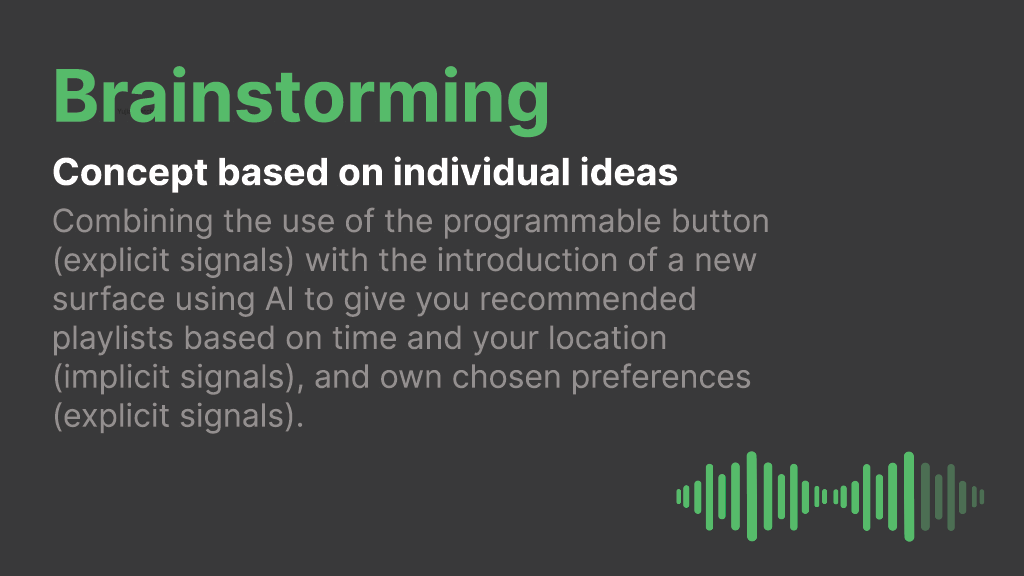 Brainstorming
Concept based on individual ideas
Combining the use of the programmable button
(explicit signals) with the introduction of a new
surface using AI to give you recommended
playlists based on time and your location
(implicit signals), and own chosen preferences
(explicit signals).